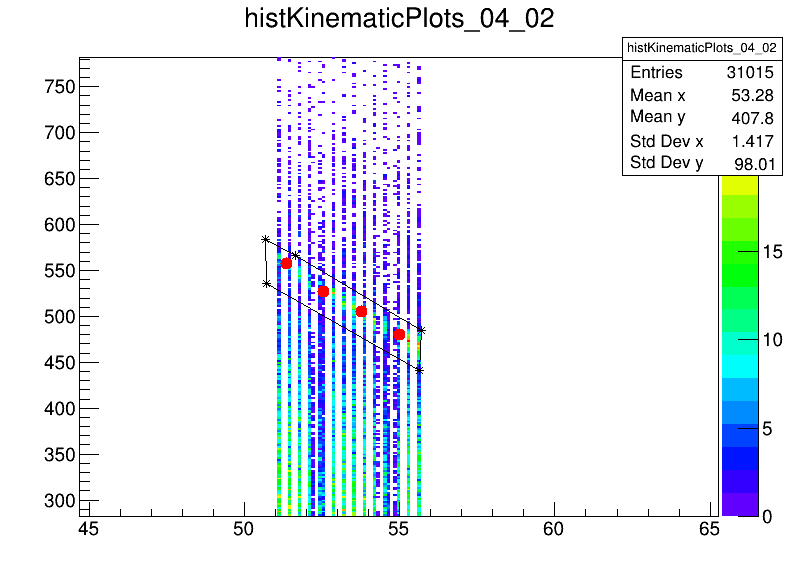 histKinematicPlots_04_02
histKinematicPlots_04_02
Entries 31015
Mean x 53.28
Mean y 407.8
Std Dev x 1.417
Std Dev y 98.01
750
700
650
600
550
500
450
400
350
300
45 50 55 60 65
15
10
5
0